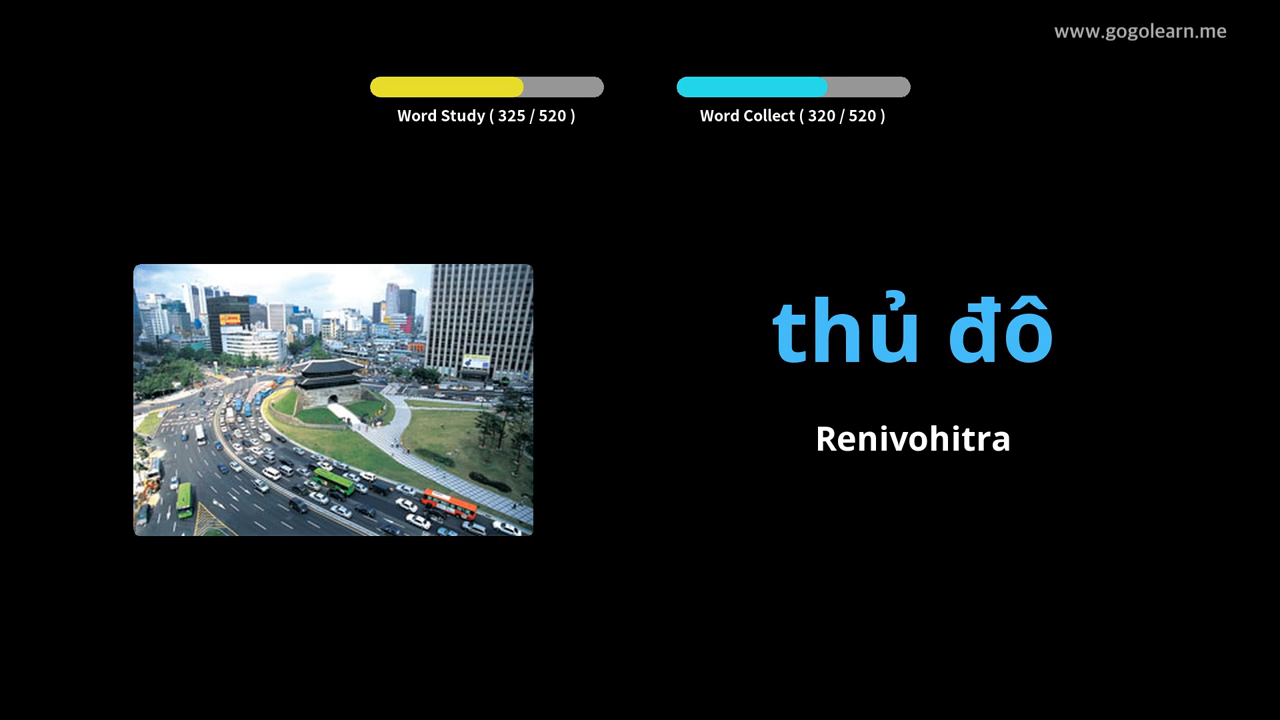 www.gogolearn.me
Word Study ( 325 / 520 )
Word Collect ( 320 / 520 )
thủ đô
Renivohitra